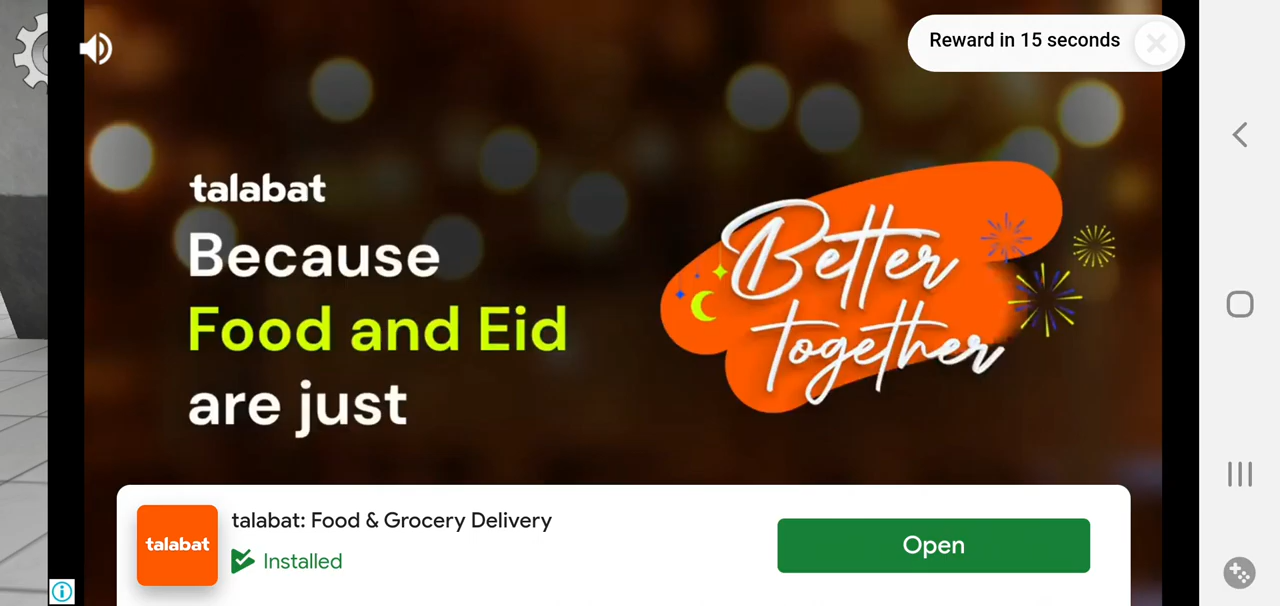 Reward in 15 seconds
talabat
Because
Food and Eid
are just
Better
together
talabat
talabat: Food & Grocery Delivery
Installed
Open